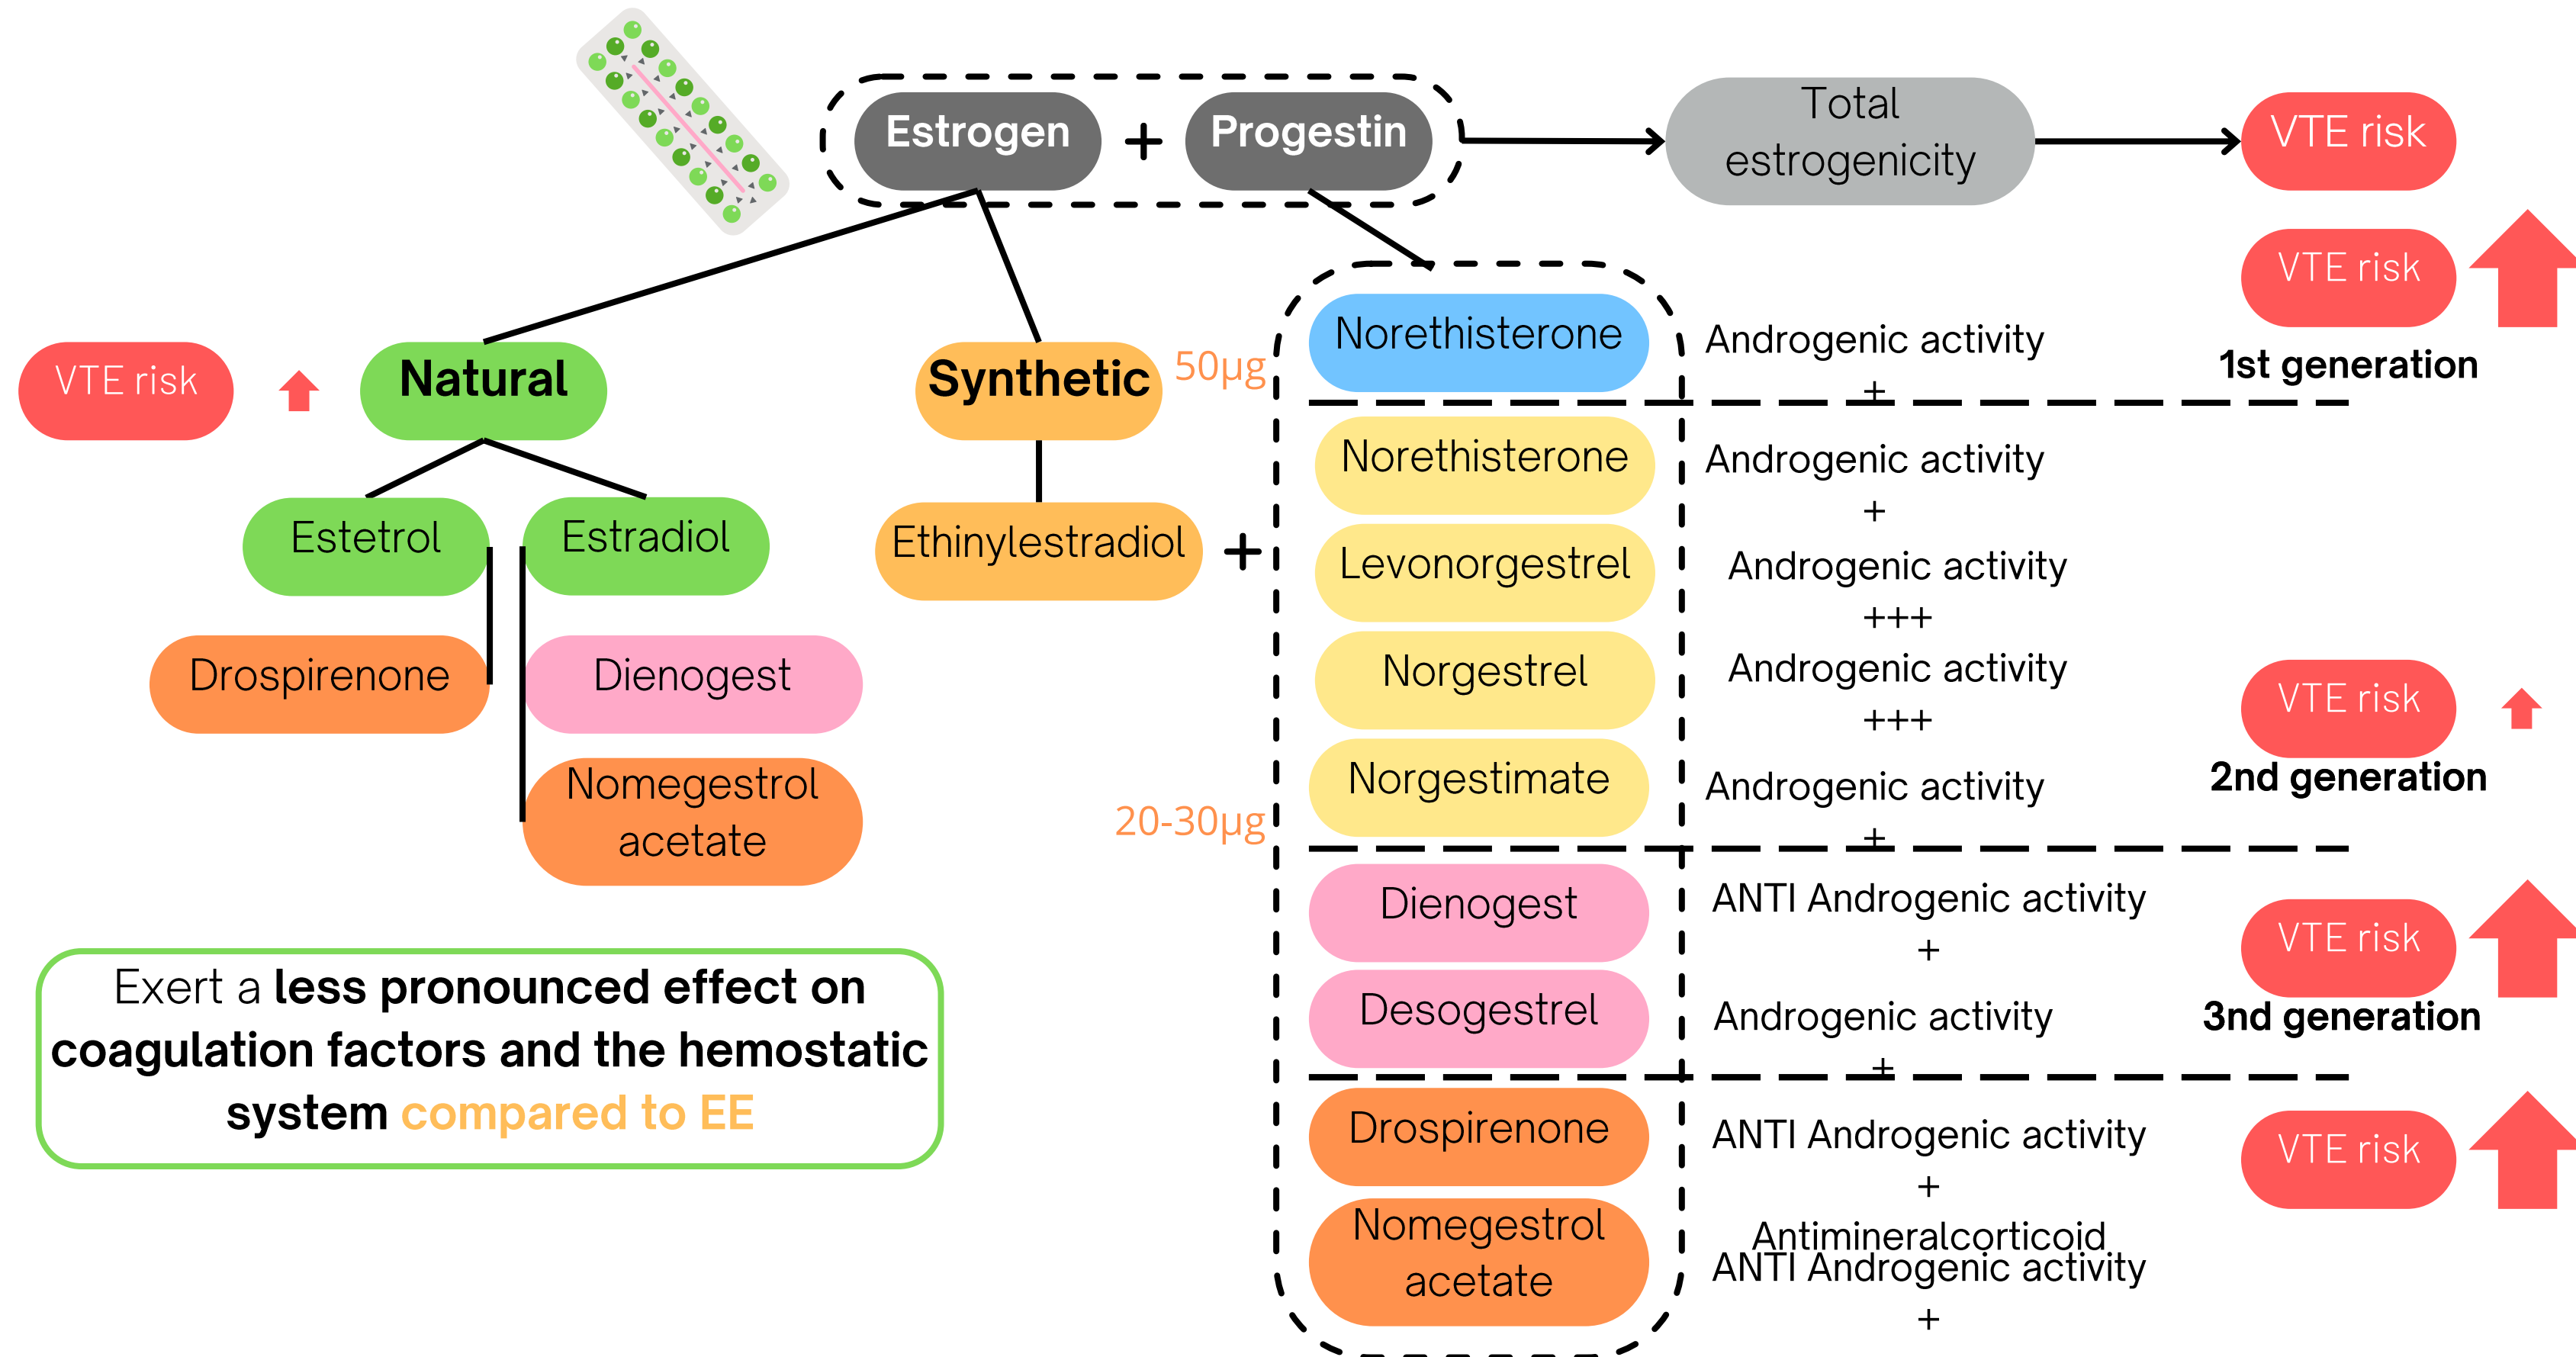 Estrogen + Progestin
Total
estrogenicity
VTE risk
VTE risk
1st generation
VTE risk
Natural
Synthetic
50µg
Estetrol
Estradiol
Ethinylestradiol
+
Drospirenone
Dienogest
Nomegestrol
acetate
20-30µg
Norethisterone
Androgenic activity
+
Norethisterone
Androgenic activity
+
Levonorgestrel
Androgenic activity
+++
Norgestrel
Androgenic activity
+++
Norgestimate
Androgenic activity
+
VTE risk
2nd generation
Dienogest
ANTI Androgenic activity
+
Desogestrel
Androgenic activity
+
VTE risk
3nd generation
Drospirenone
ANTI Androgenic activity
+
Antimineralcorticoid
Nomegestrol
acetate
ANTI Androgenic activity
+
VTE risk
Exert a less pronounced effect on
coagulation factors and the hemostatic
system compared to EE